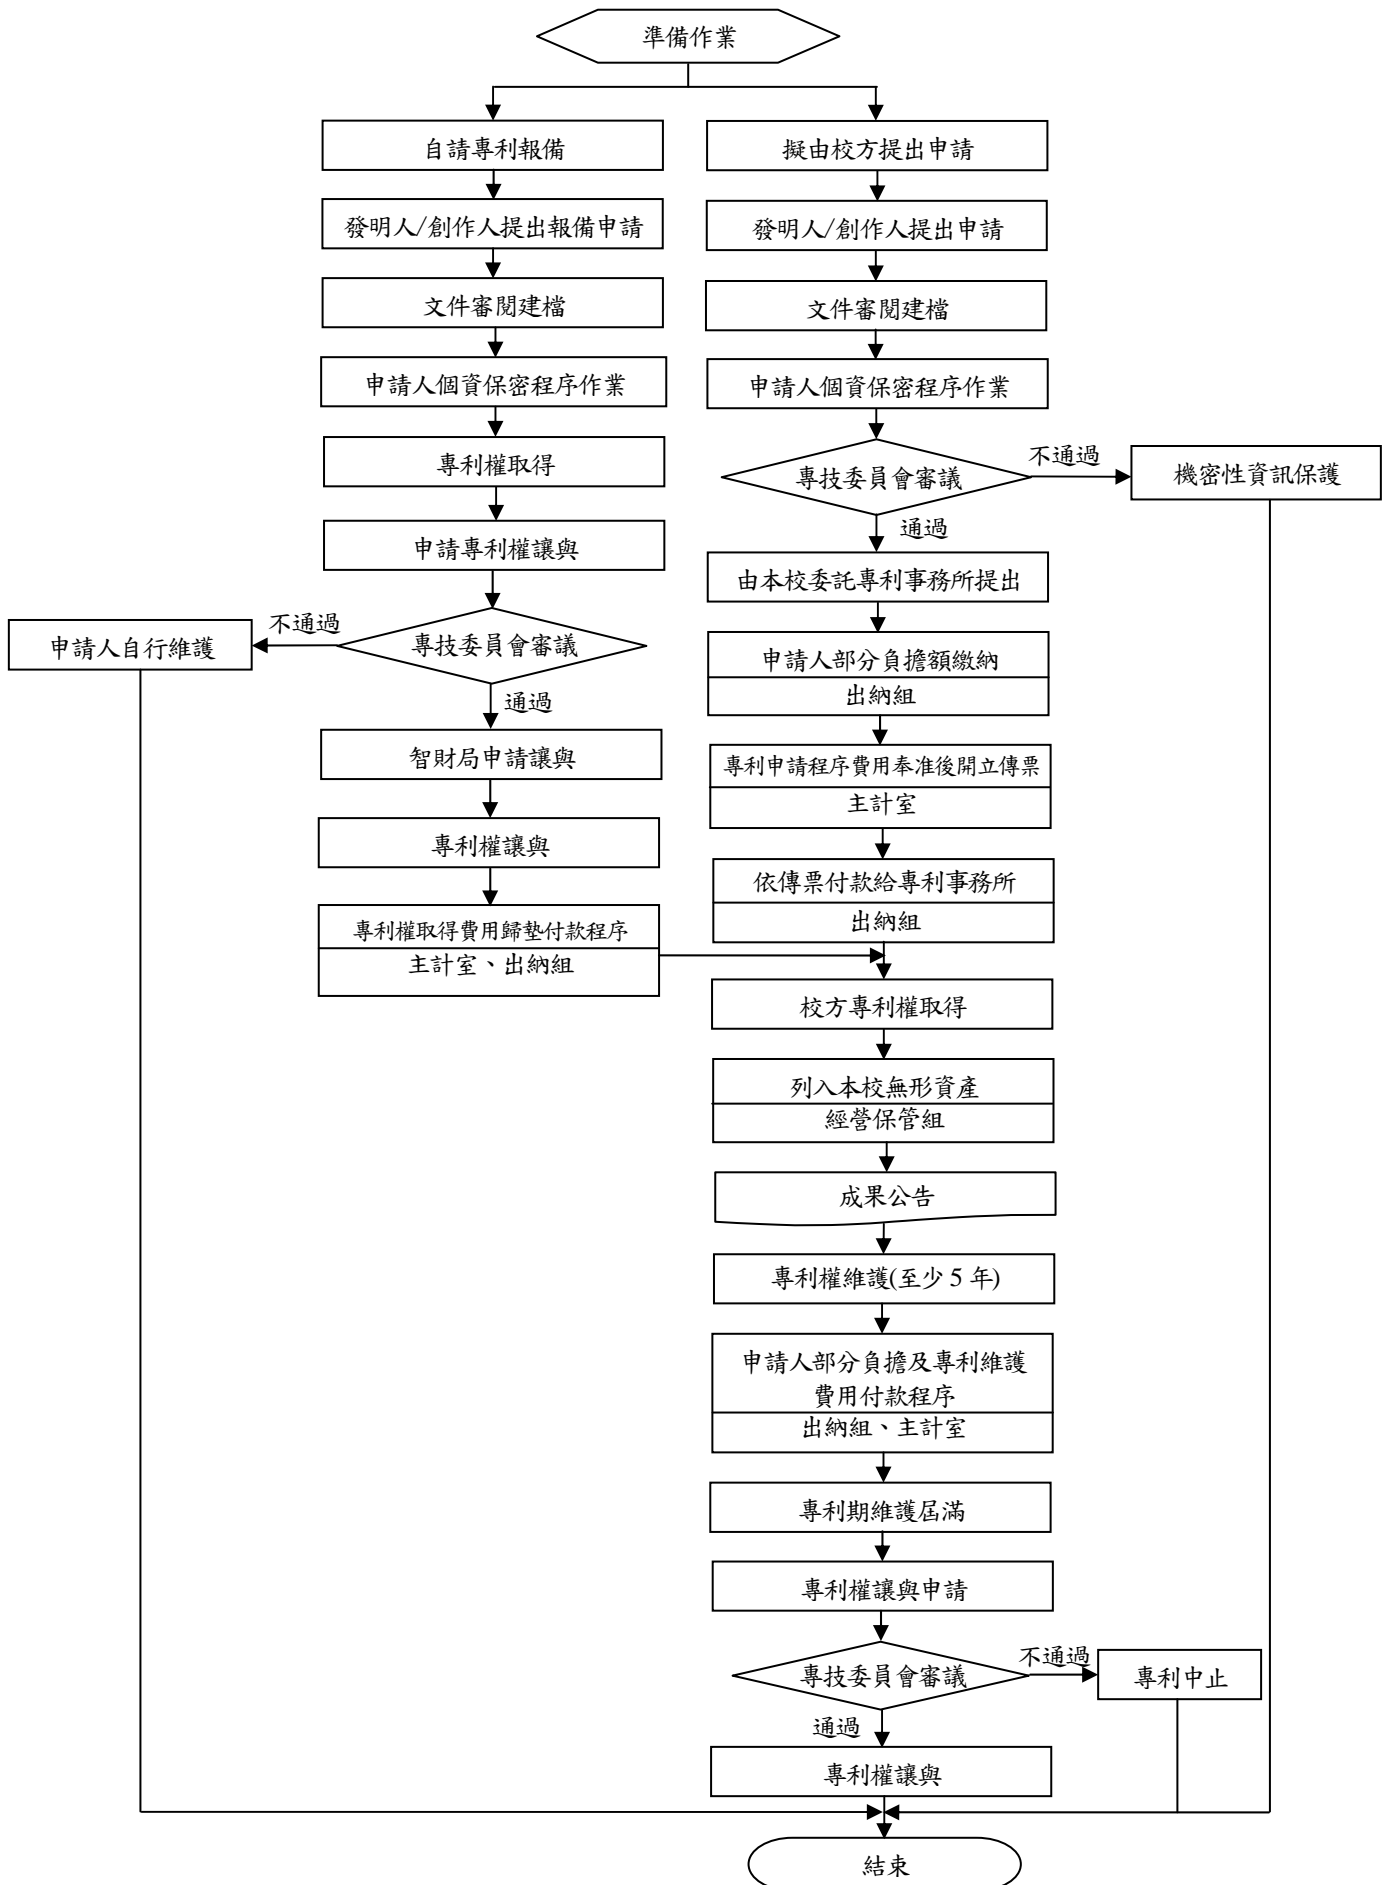 準備作業
自請專利報備
擬由校方提出申請
發明人/創作人提出報備申請
發明人/創作人提出申請
文件審閱建檔
文件審閱建檔
申請人個資保密程序作業
申請人個資保密程序作業
專利權取得
專技委員會審議
不通過
機密性資訊保護
通過
申請專利權讓與
由本校委託專利事務所提出
申請人自行維護
不通過
專技委員會審議
通過
申請人部分負擔額繳納
出納組
智財局申請讓與
專利申請程序費用奉准後開立傳票
主計室
專利權讓與
依傳票付款給專利事務所
出納組
專利權取得費用歸墊付款程序
主計室、出納組
校方專利權取得
列入本校無形資產
經營保管組
成果公告
專利權維護(至少 5 年)
申請人部分負擔及專利維護
費用付款程序
出納組、主計室
專利期維護屆滿
專利權讓與申請
專技委員會審議
不通過
專利中止
通過
專利權讓與
結束